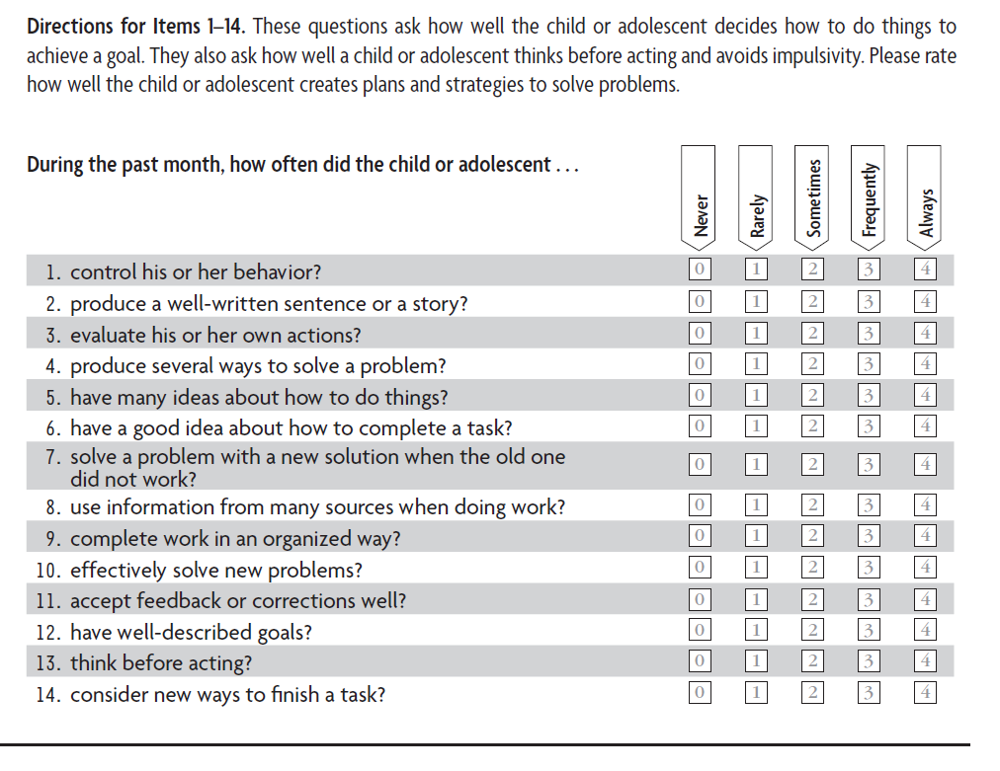 Directions for Items 1–14. These questions ask how well the child or adolescent decides how to do things to
achieve a goal. They also ask how well a child or adolescent thinks before acting and avoids impulsivity. Please rate
how well the child or adolescent creates plans and strategies to solve problems.
During the past month, how often did the child or adolescent . . .
Never
Rarely
Sometimes
Frequently
Always
1. control his or her behavior? 0 1 2 3 4
2. produce a well-written sentence or a story? 0 1 2 3 4
3. evaluate his or her own actions? 0 1 2 3 4
4. produce several ways to solve a problem? 0 1 2 3 4
5. have many ideas about how to do things? 0 1 2 3 4
6. have a good idea about how to complete a task? 0 1 2 3 4
7. solve a problem with a new solution when the old one
did not work? 0 1 2 3 4
8. use information from many sources when doing work? 0 1 2 3 4
9. complete work in an organized way? 0 1 2 3 4
10. effectively solve new problems? 0 1 2 3 4
11. accept feedback or corrections well? 0 1 2 3 4
12. have well-described goals? 0 1 2 3 4
13. think before acting? 0 1 2 3 4
14. consider new ways to finish a task? 0 1 2 3 4